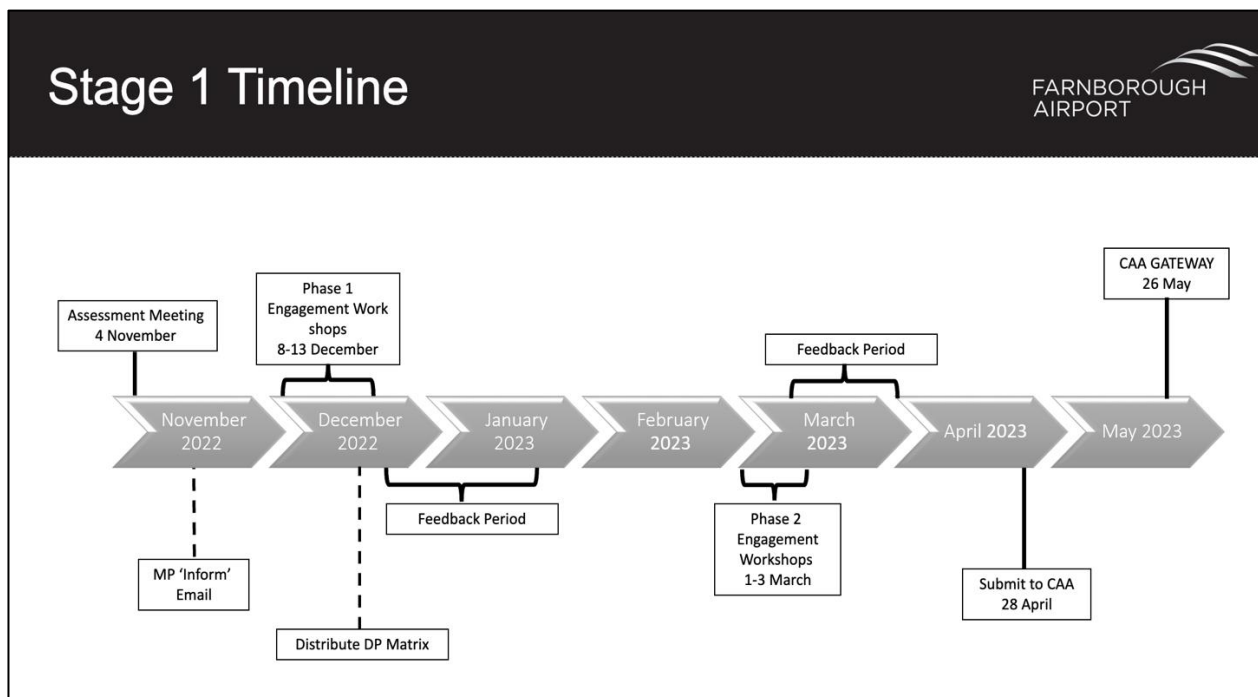 Stage 1 Timeline
FARNBOROUGH
AIRPORT
CAA GATEWAY
26 May
Phase 1
Engagement Work
shops
8-13 December
Assessment Meeting
4 November
Feedback Period
November
2022
December
2022
January
2023
February
2023
March
2023
April 2023
May 2023
Feedback Period
Phase 2
Engagement
Workshops
1-3 March
MP ‘Inform’
Email
Submit to CAA
28 April
Distribute DP Matrix